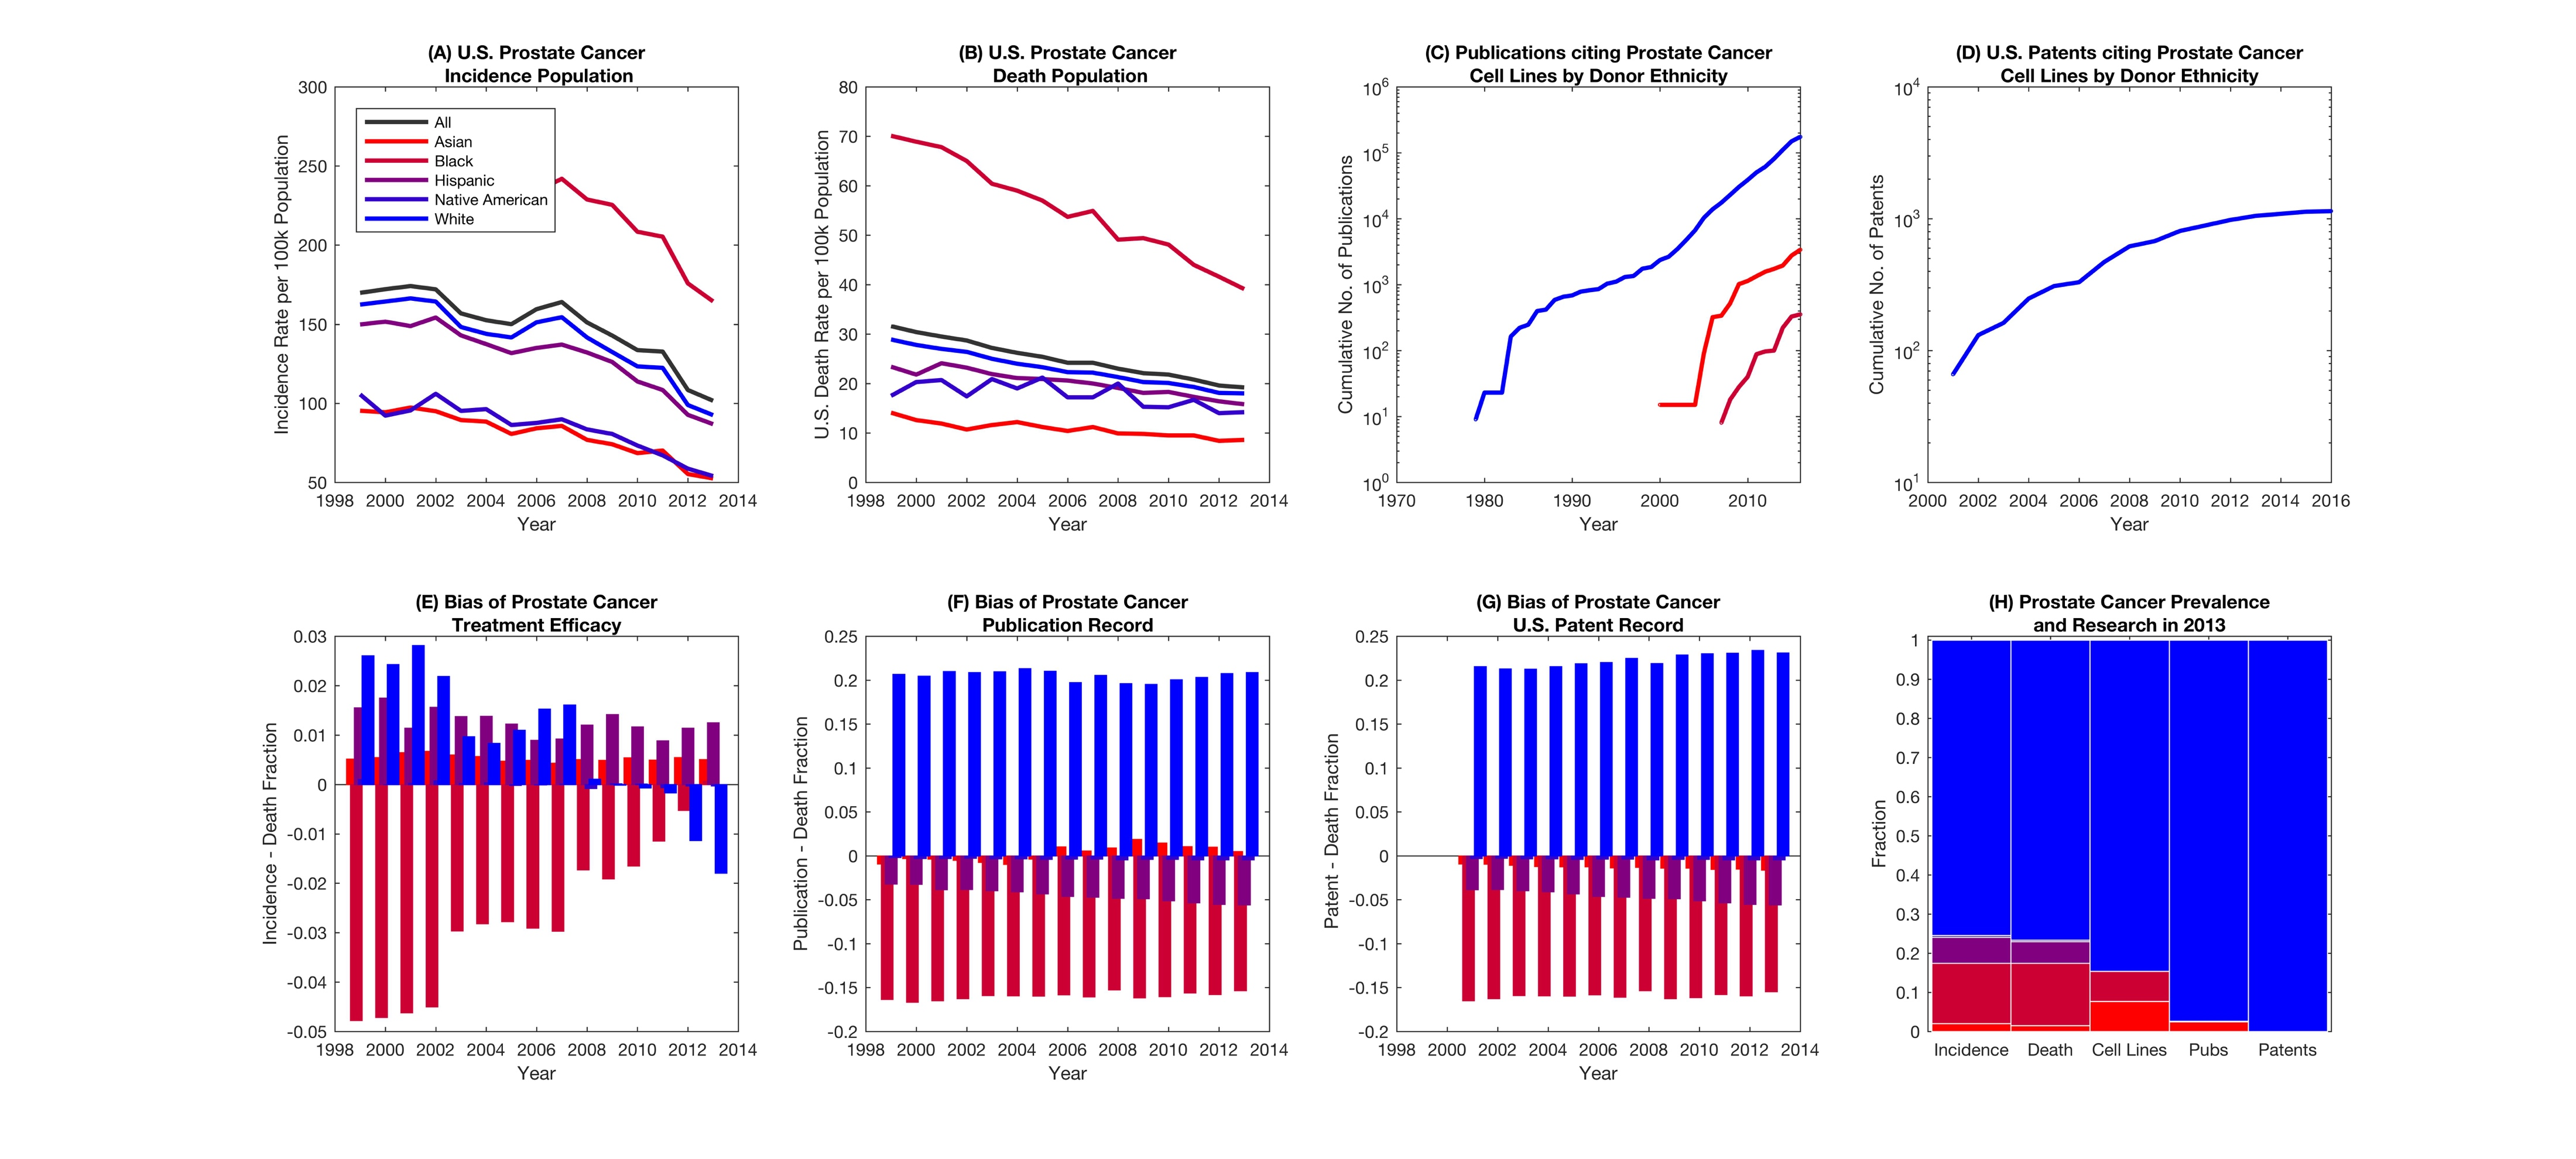 (A) U.S. Prostate Cancer
Incidence Population
300
250
200
150
100
50
1998 2000 2002 2004 2006 2008 2010 2012 2014
Year
Incidence Rate per 100k Population
All
Asian
Black
Hispanic
Native American
White
(B) U.S. Prostate Cancer
Death Population
80
70
60
50
40
30
20
10
0
1998 2000 2002 2004 2006 2008 2010 2012 2014
Year
U.S. Death Rate per 100k Population
(C) Publications citing Prostate Cancer
Cell Lines by Donor Ethnicity
10^6
10^5
10^4
10^3
10^2
10^1
10^0
1970 1980 1990 2000 2010
Year
Cumulative No. of Publications
(D) U.S. Patents citing Prostate Cancer
Cell Lines by Donor Ethnicity
10^4
10^3
10^2
10^1
2000 2002 2004 2006 2008 2010 2012 2014 2016
Year
Cumulative No. of Patents
(E) Bias of Prostate Cancer
Treatment Efficacy
0.03
0.02
0.01
0
-0.01
-0.02
-0.03
-0.04
-0.05
1998 2000 2002 2004 2006 2008 2010 2012 2014
Year
Incidence - Death Fraction
(F) Bias of Prostate Cancer
Publication Record
0.25
0.2
0.15
0.1
0.05
0
-0.05
-0.1
-0.15
-0.2
1998 2000 2002 2004 2006 2008 2010 2012 2014
Year
Publication - Death Fraction
(G) Bias of Prostate Cancer
U.S. Patent Record
0.25
0.2
0.15
0.1
0.05
0
-0.05
-0.1
-0.15
-0.2
1998 2000 2002 2004 2006 2008 2010 2012 2014
Year
Patent - Death Fraction
(H) Prostate Cancer Prevalence
and Research in 2013
1
0.9
0.8
0.7
0.6
0.5
0.4
0.3
0.2
0.1
0
Incidence Death Cell Lines Pubs Patents
Fraction